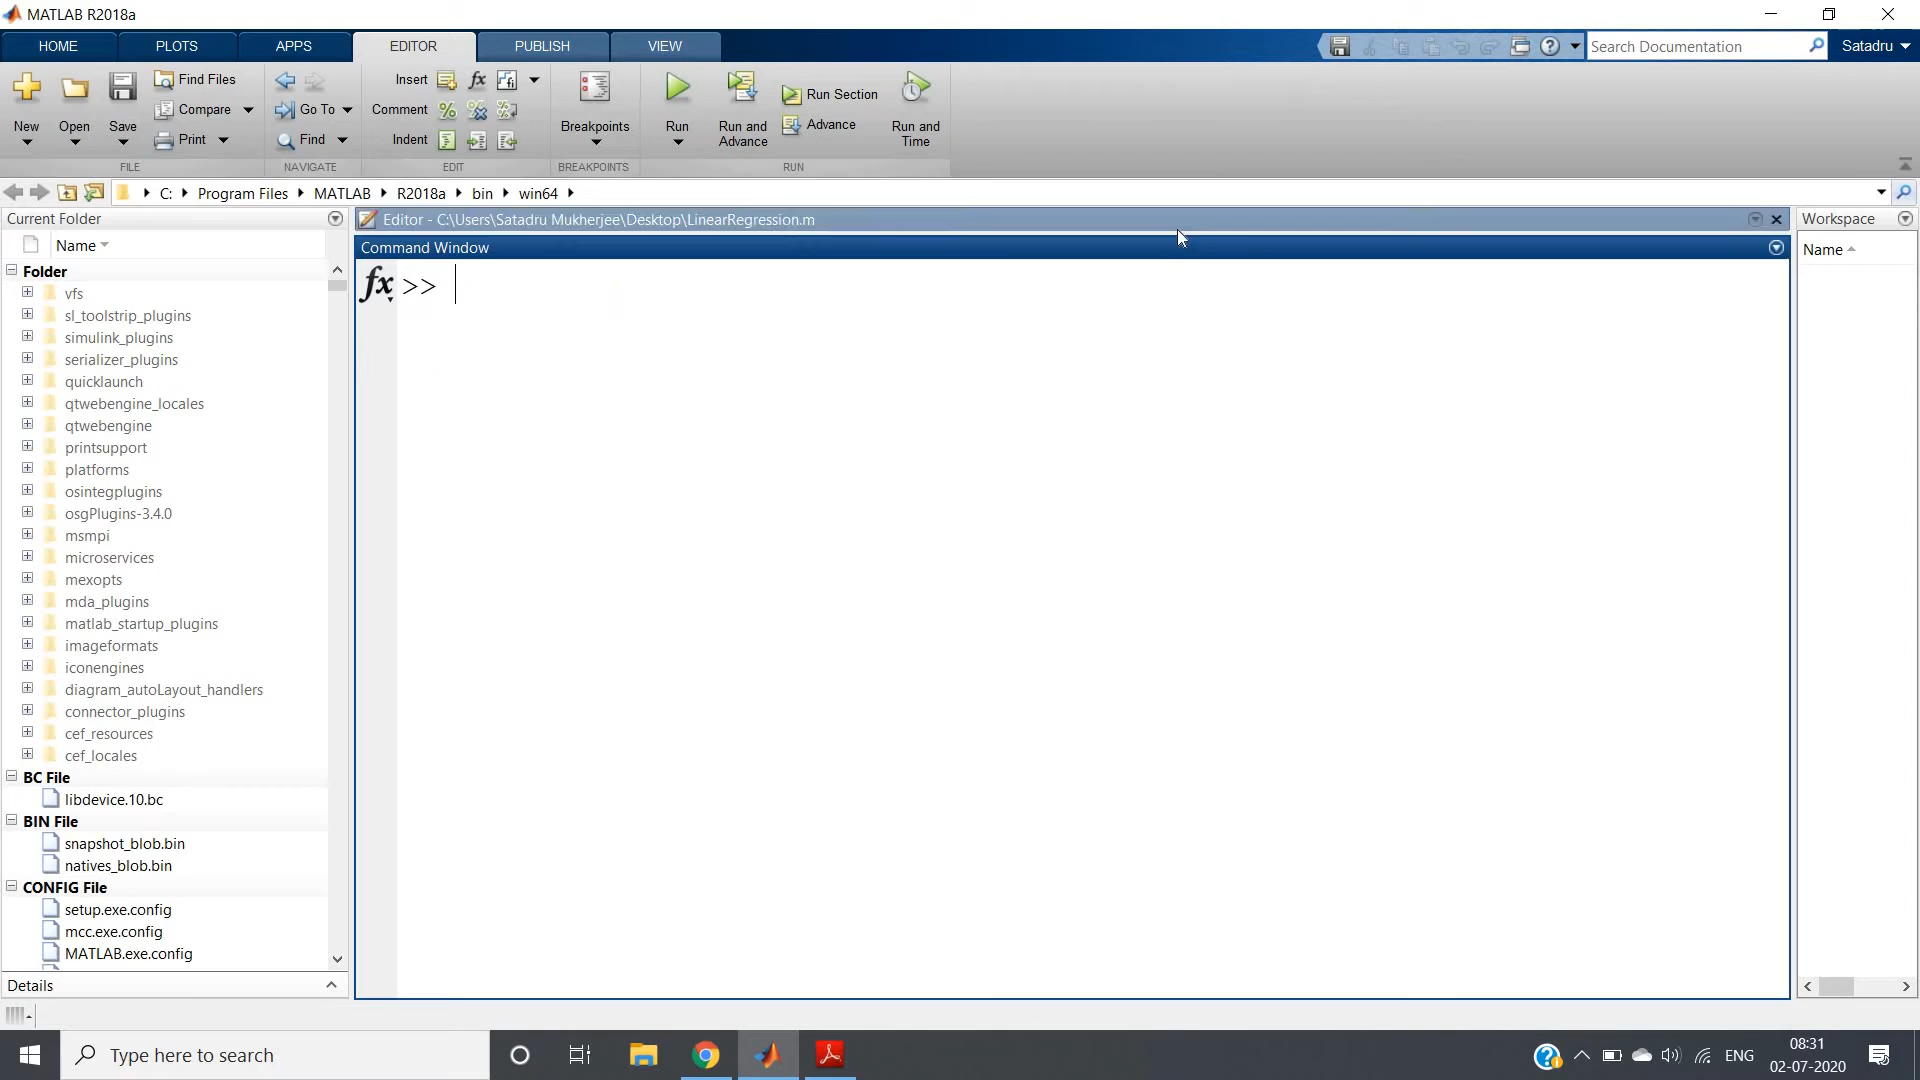 MATLAB R2018a
HOME PLOTS APPS EDITOR PUBLISH VIEW
Search Documentation
Satadru
New
Open
Save
Find Files
Compare
Print
FILE
Go To
Find
NAVIGATE
Insert fx
Comment
Indent
EDIT
Breakpoints
BREAKPOINTS
Run
Run and
Advance
Run Section
Advance
Run and
Time
RUN
C: Program Files MATLAB R2018a bin win64
Current Folder
Name
Folder
vfs
sl_toolstrip_plugins
simulink_plugins
serializer_plugins
quicklaunch
qtwebengine_locales
qtwebengine
printsupport
platforms
osintegplugins
osgPlugins-3.4.0
msmpi
microservices
mexopts
mda_plugins
matlab_startup_plugins
imageformats
iconengines
diagram_autoLayout_handlers
connector_plugins
cef_resources
cef_locales
BC File
libdevice.10.bc
BIN File
snapshot_blob.bin
natives_blob.bin
CONFIG File
setup.exe.config
mcc.exe.config
MATLAB.exe.config
Details
Editor - C:\Users\Satadru Mukherjee\Desktop\LinearRegression.m
Command Window
fx >>
Workspace
Name
Type here to search
ENG
08:31
02-07-2020